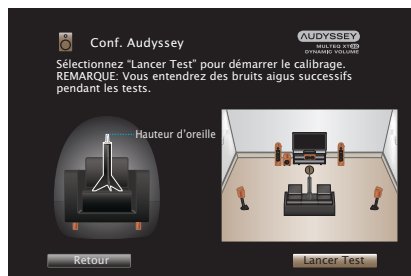 Conf. Audyssey
AUDYSSEY
MULTEQ XT32
DYNAMIC VOLUME
Sélectionnez “Lancer Test” pour démarrer le calibrage.
REMARQUE: Vous entendrez des bruits aigus successifs
pendant les tests.
Hauteur d’oreille
Retour
Lancer Test